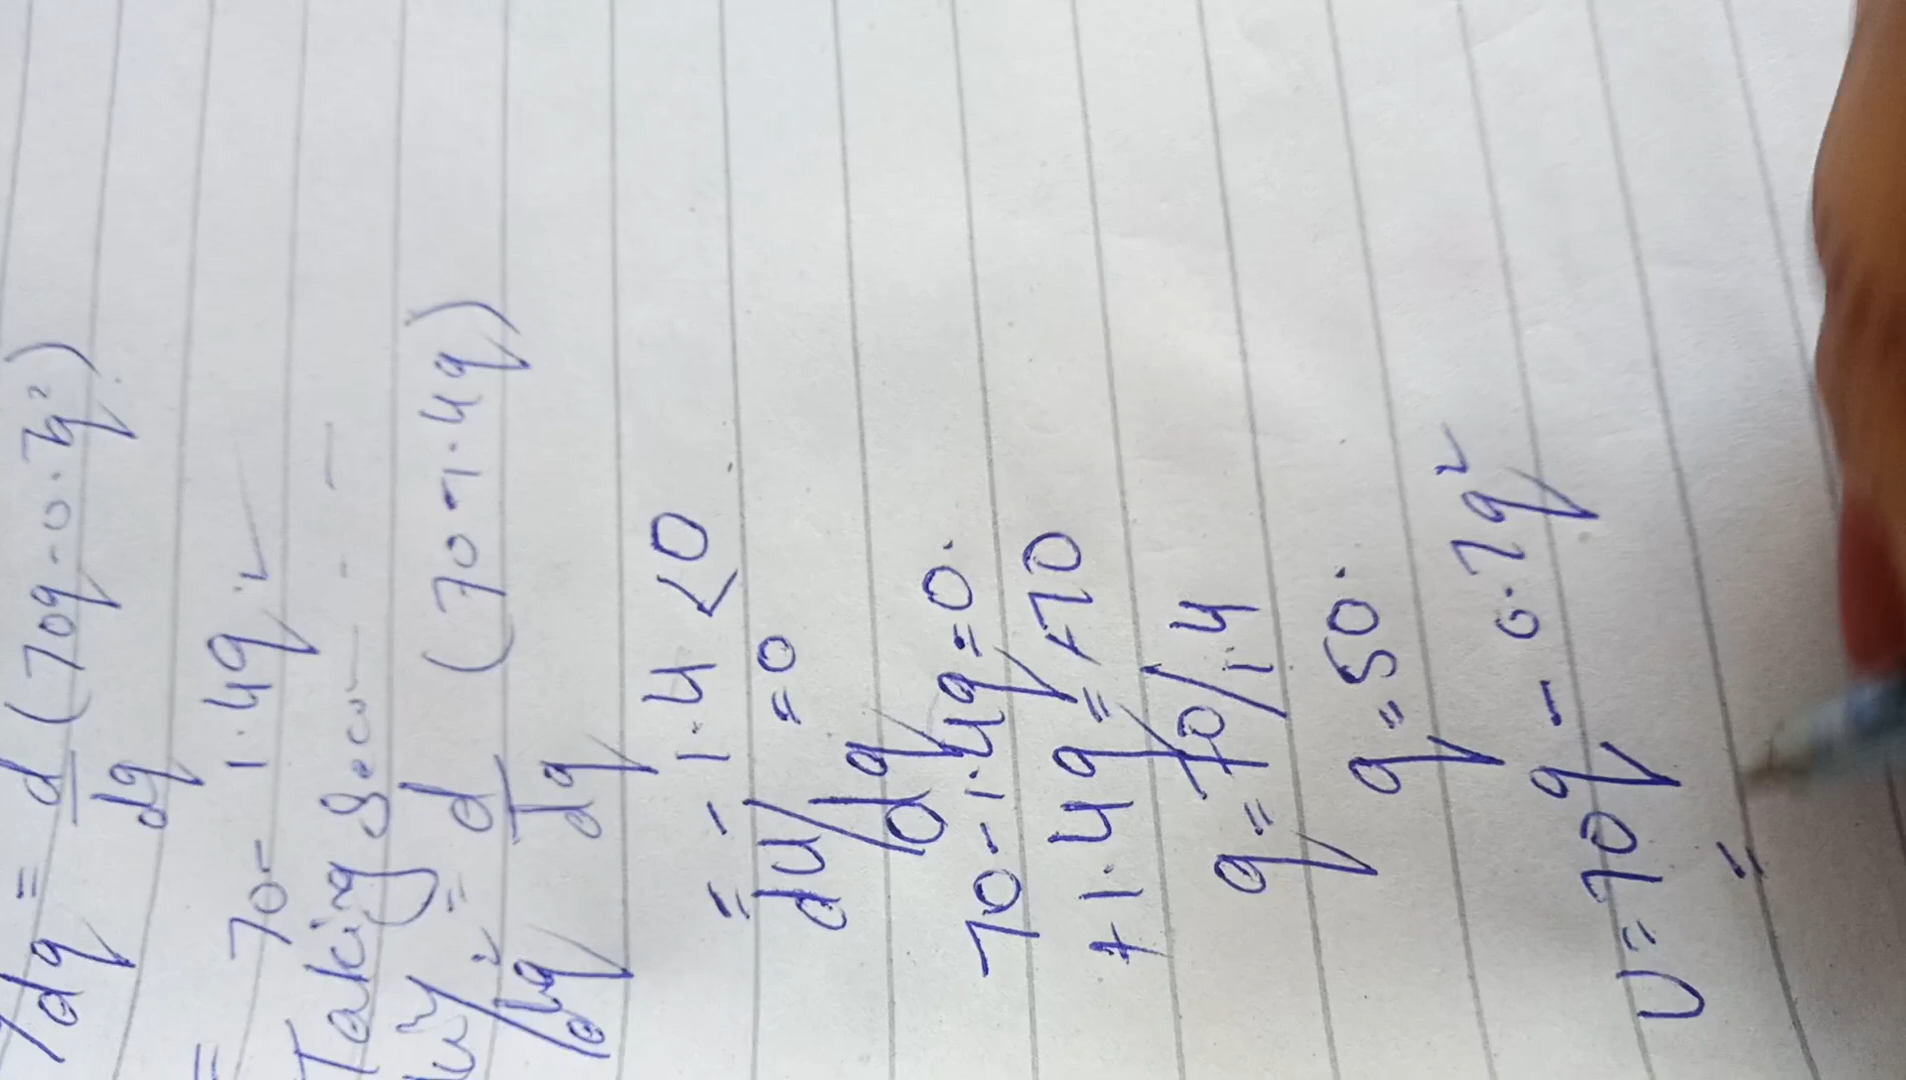 /dq = d/dq (70q - 0.7q²)
= 70 - 1.4q
Taking Seco
d²u/dq² = d/dq (70-1.4q)
= - 1.4 < 0
du/dq = 0
70 - 1.4q = 0.
+1.4q = +70
q = 70/1.4
q = 50.
U = 70q - 0.7q²
=